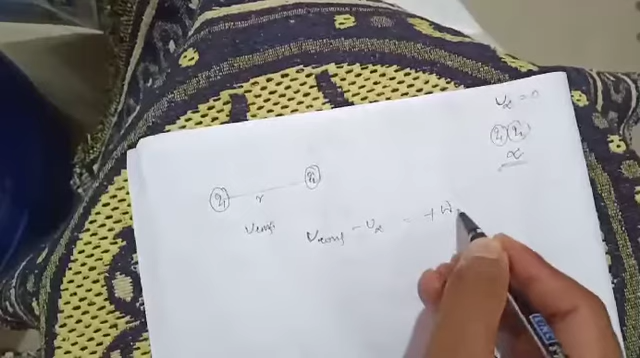 U∝ = 0
q₁ q₂
∝
q₁ r q₂
Uconf
Uconf - U∝ = + W